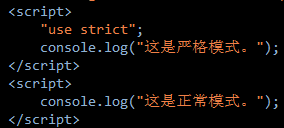 <script>
    "use strict";
    console.log("这是严格模式。");
</script>
<script>
    console.log("这是正常模式。");
</script>